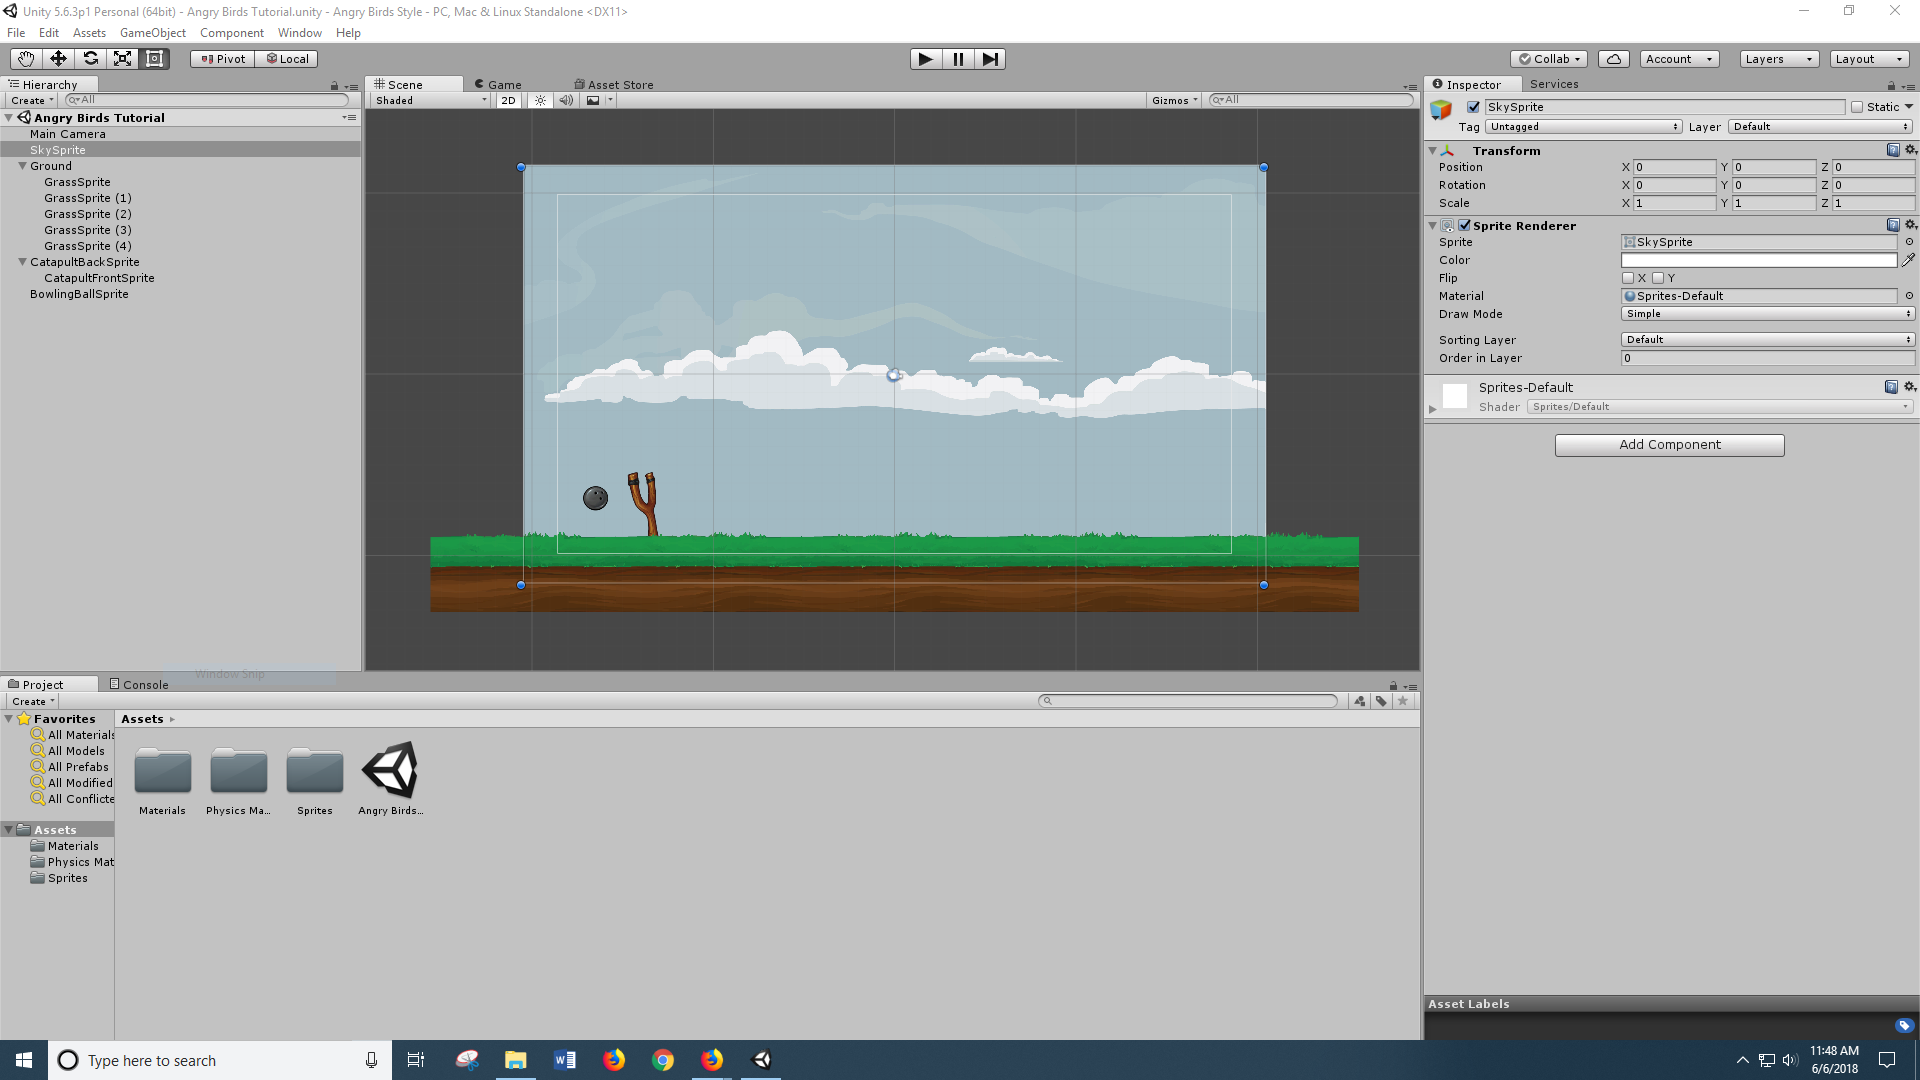 Unity 5.6.3p1 Personal (64bit) - Angry Birds Tutorial.unity - Angry Birds Style - PC, Mac & Linux Standalone <DX11>
File Edit Assets GameObject Component Window Help
Pivot Local Collab Account Layers Layout
Hierarchy
Create All
Angry Birds Tutorial
Main Camera
SkySprite
Ground
GrassSprite
GrassSprite (1)
GrassSprite (2)
GrassSprite (3)
GrassSprite (4)
CatapultBackSprite
CatapultFrontSprite
BowlingBallSprite
Scene Game Asset Store
Shaded 2D Gizmos All
Inspector Services
SkySprite Static
Tag Untagged Layer Default
Transform
Position X 0 Y 0 Z 0
Rotation X 0 Y 0 Z 0
Scale X 1 Y 1 Z 1
Sprite Renderer
Sprite SkySprite
Color
Flip X Y
Material Sprites-Default
Draw Mode Simple
Sorting Layer Default
Order in Layer 0
Sprites-Default
Shader Sprites/Default
Add Component
Asset Labels
Window Snip
Project Console
Create
Favorites
All Materials
All Models
All Prefabs
All Modified
All Conflicte
Assets
Materials
Physics Mat
Sprites
Assets
Materials Physics Ma... Sprites Angry Birds...
Type here to search
11:48 AM
6/6/2018